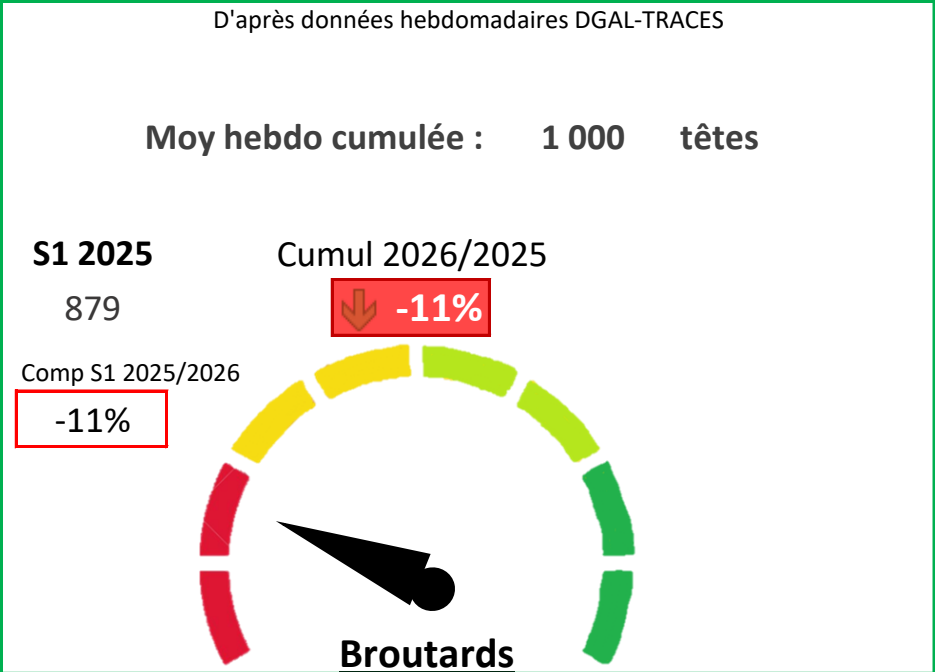 D'après données hebdomadaires DGAL-TRACES
Moy hebdo cumulée : 1 000 têtes
S1 2025 Cumul 2026/2025
879 -11%
Comp S1 2025/2026
-11%
Broutards